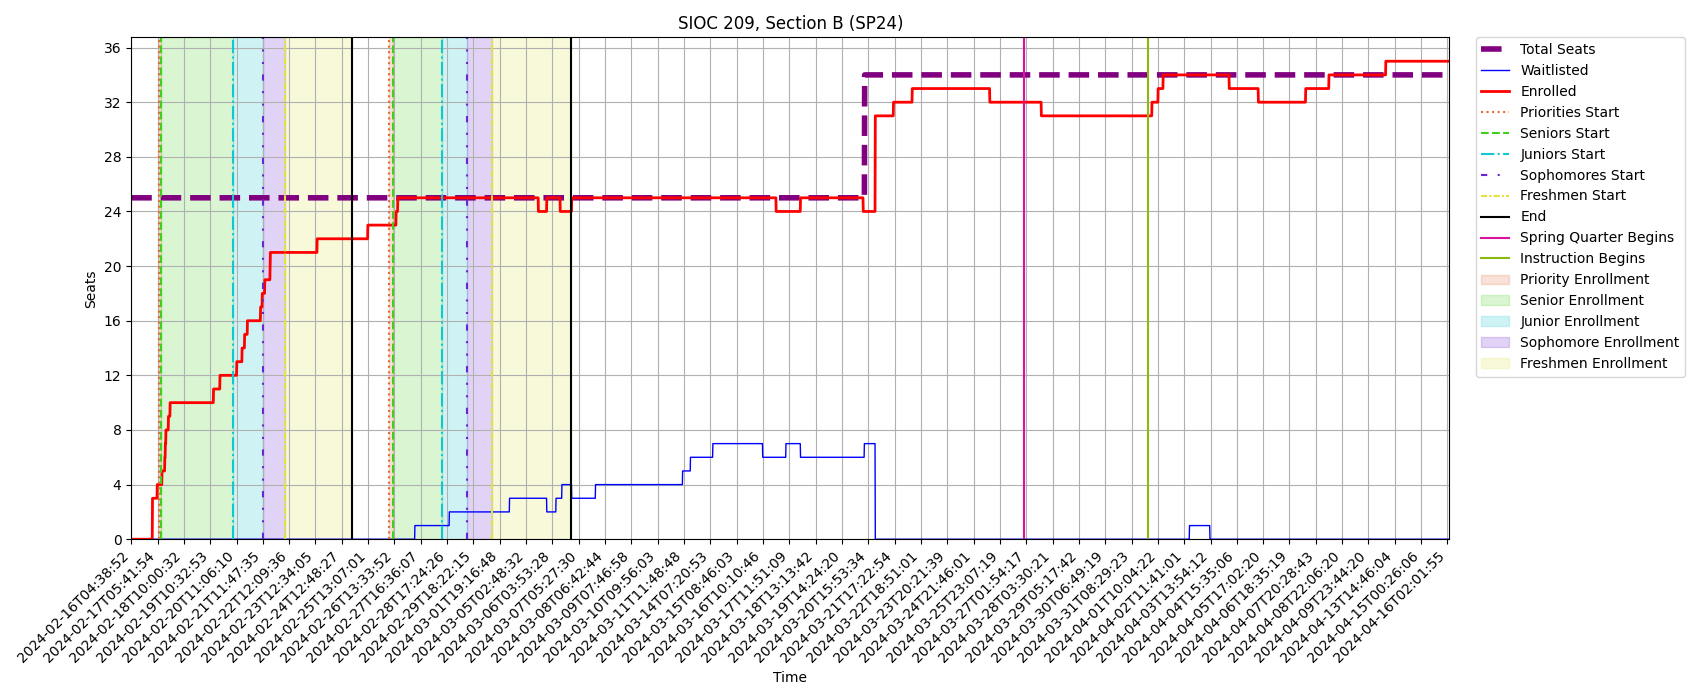 SIOC 209, Section B (SP24)
Seats
36
32
28
24
20
16
12
8
4
0
2024-02-16T04:38:52
2024-02-17T05:41:54
2024-02-18T10:00:32
2024-02-19T10:32:53
2024-02-20T11:06:10
2024-02-21T11:47:35
2024-02-22T12:09:36
2024-02-23T12:34:05
2024-02-24T12:48:27
2024-02-25T13:07:01
2024-02-26T13:33:52
2024-02-27T16:36:07
2024-02-28T17:24:26
2024-02-29T18:22:15
2024-03-01T19:16:48
2024-03-05T02:48:32
2024-03-06T03:53:28
2024-03-07T05:27:30
2024-03-08T06:42:44
2024-03-09T07:46:58
2024-03-10T09:56:03
2024-03-11T11:48:48
2024-03-14T07:20:53
2024-03-15T08:46:03
2024-03-16T10:10:46
2024-03-17T11:51:09
2024-03-18T13:13:42
2024-03-19T14:24:20
2024-03-20T15:53:34
2024-03-21T17:22:54
2024-03-22T18:51:01
2024-03-23T20:21:39
2024-03-24T21:46:01
2024-03-25T23:07:19
2024-03-27T01:54:17
2024-03-28T03:30:21
2024-03-29T05:17:42
2024-03-30T06:49:19
2024-03-31T08:29:23
2024-04-01T10:04:22
2024-04-02T11:41:01
2024-04-03T13:54:12
2024-04-04T15:35:06
2024-04-05T17:02:20
2024-04-06T18:35:19
2024-04-07T20:28:43
2024-04-08T22:06:20
2024-04-09T23:44:20
2024-04-13T14:46:04
2024-04-15T00:26:06
2024-04-16T02:01:55
Time
Total Seats
Waitlisted
Enrolled
Priorities Start
Seniors Start
Juniors Start
Sophomores Start
Freshmen Start
End
Spring Quarter Begins
Instruction Begins
Priority Enrollment
Senior Enrollment
Junior Enrollment
Sophomore Enrollment
Freshmen Enrollment